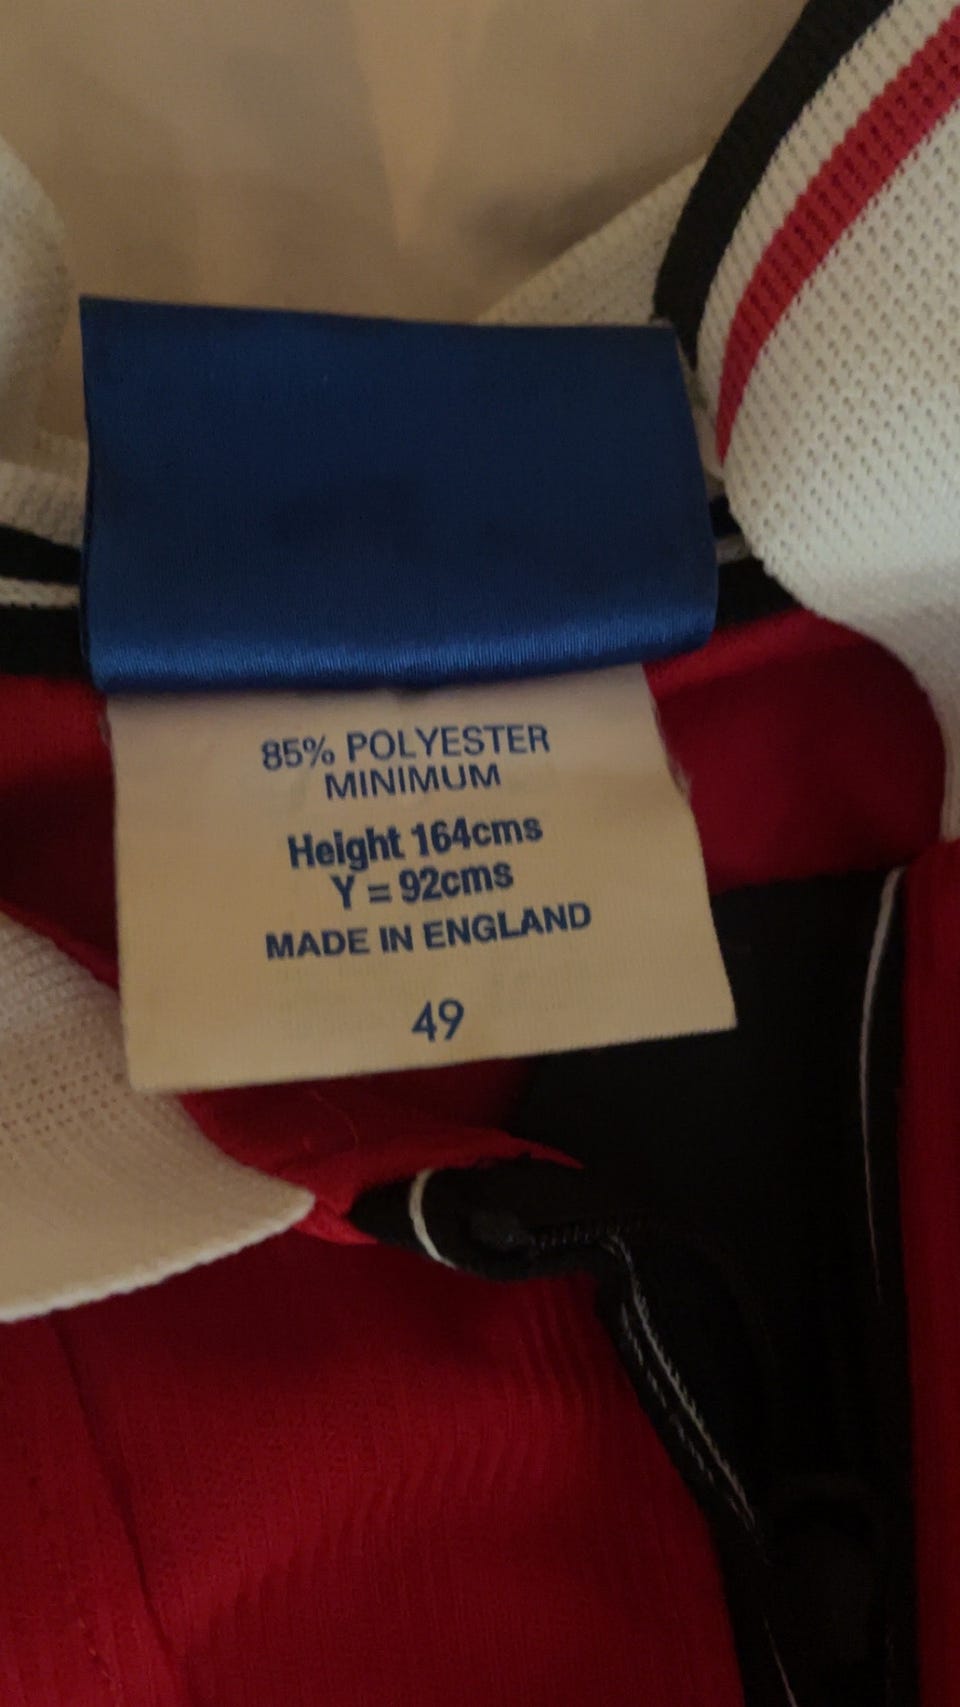 85% POLYESTER
MINIMUM
Height 164cms
Y = 92cms
MADE IN ENGLAND
49